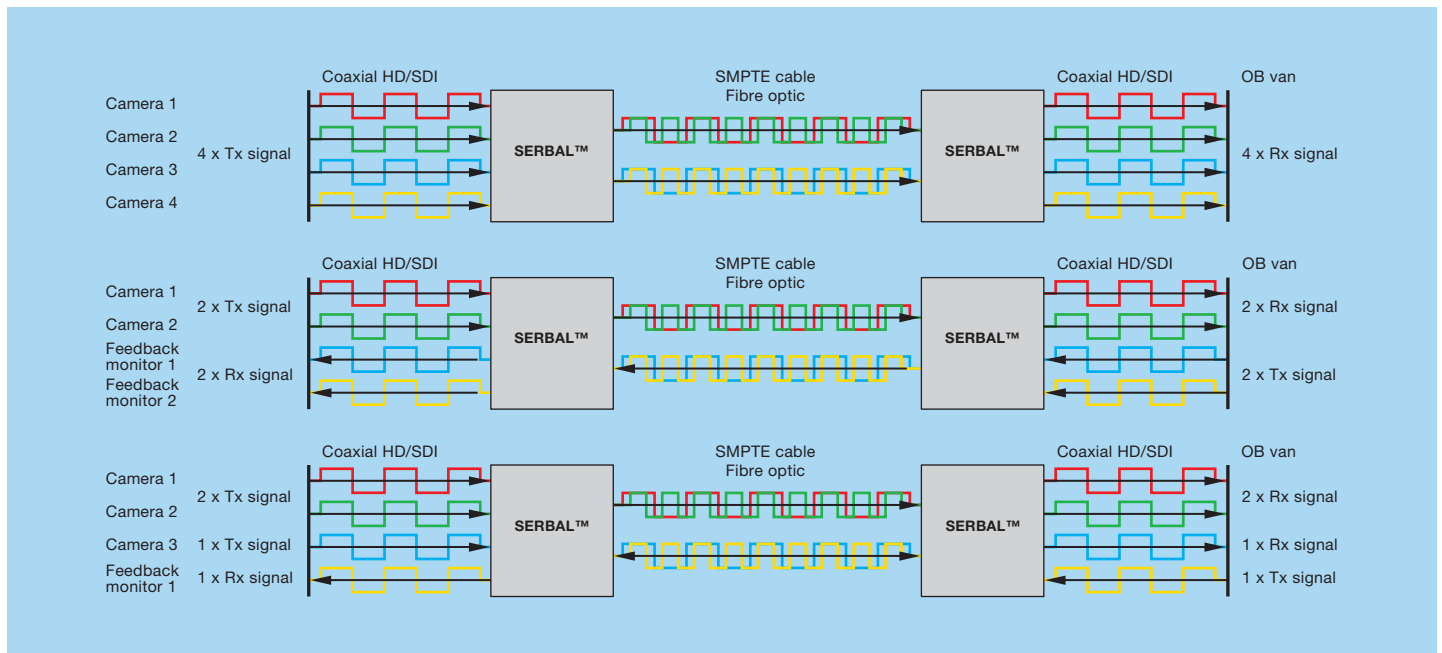 Coaxial HD/SDI
SMPTE cable
Fibre optic
Coaxial HD/SDI
OB van
Camera 1
Camera 2
Camera 3
Camera 4
4 x Tx signal
SERBAL™
SERBAL™
4 x Rx signal
Coaxial HD/SDI
SMPTE cable
Fibre optic
Coaxial HD/SDI
OB van
Camera 1
Camera 2
2 x Tx signal
Feedback
monitor 1
Feedback
monitor 2
2 x Rx signal
SERBAL™
SERBAL™
2 x Rx signal
2 x Tx signal
Coaxial HD/SDI
SMPTE cable
Fibre optic
Coaxial HD/SDI
OB van
Camera 1
Camera 2
2 x Tx signal
Camera 3
1 x Tx signal
Feedback
monitor 1
1 x Rx signal
SERBAL™
SERBAL™
2 x Rx signal
1 x Rx signal
1 x Tx signal